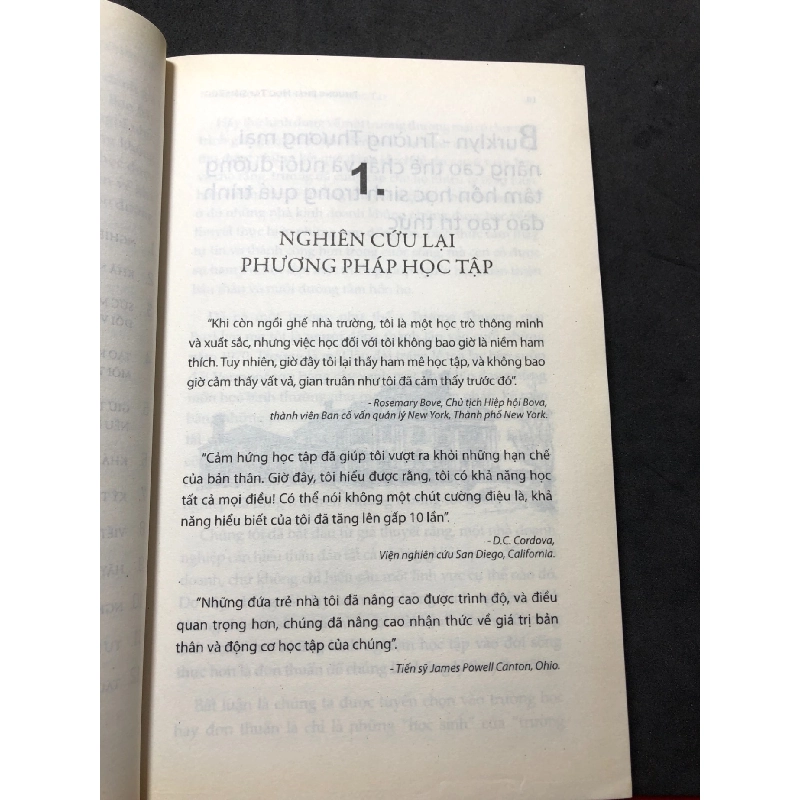 1.
NGHIÊN CỨU LẠI
PHƯƠNG PHÁP HỌC TẬP
"Khi còn ngồi ghế nhà trường, tôi là một học trò thông minh
và xuất sắc, nhưng việc học đối với tôi không bao giờ là niềm ham
thích. Tuy nhiên, giờ đây tôi lại thấy ham mê học tập, và không bao
giờ cảm thấy vất vả, gian truân như tôi đã cảm thấy trước đó".
- Rosemary Bove, Chủ tịch Hiệp hội Bova,
thành viên Ban cố vấn quản lý New York, Thành phố New York.
"Cảm hứng học tập đã giúp tôi vượt ra khỏi những hạn chế
của bản thân. Giờ đây, tôi hiểu được rằng, tôi có khả năng học
tất cả mọi điều! Có thể nói không một chút cường điệu là, khả
năng hiểu biết của tôi đã tăng lên gấp 10 lần".
- D.C. Cordova,
Viện nghiên cứu San Diego, California.
"Những đứa trẻ nhà tôi đã nâng cao được trình độ, và điều
quan trọng hơn, chúng đã nâng cao nhận thức về giá trị bản
thân và động cơ học tập của chúng".
- Tiến sỹ James Powell Canton, Ohio.